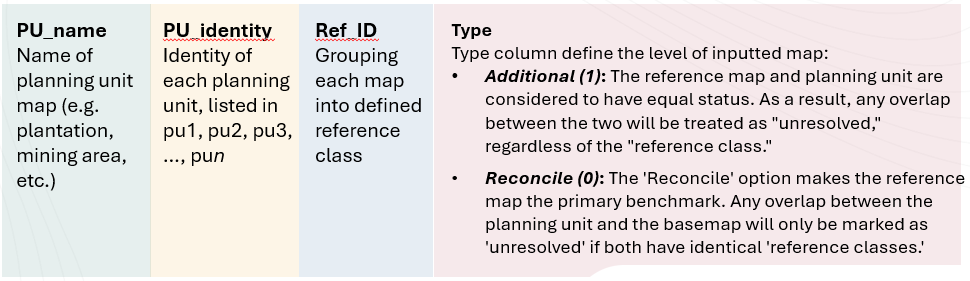 PU_name
Name of
planning unit
map (e.g.
plantation,
mining area,
etc.)
PU_identity
Identity of
each planning
unit, listed in
pu1, pu2, pu3,
..., pun
Ref_ID
Grouping
each map
into defined
reference
class
Type
Type column define the level of inputted map:
• Additional (1): The reference map and planning unit are
considered to have equal status. As a result, any overlap
between the two will be treated as "unresolved,"
regardless of the "reference class."
• Reconcile (0): The 'Reconcile' option makes the reference
map the primary benchmark. Any overlap between the
planning unit and the basemap will only be marked as
'unresolved' if both have identical 'reference classes.'